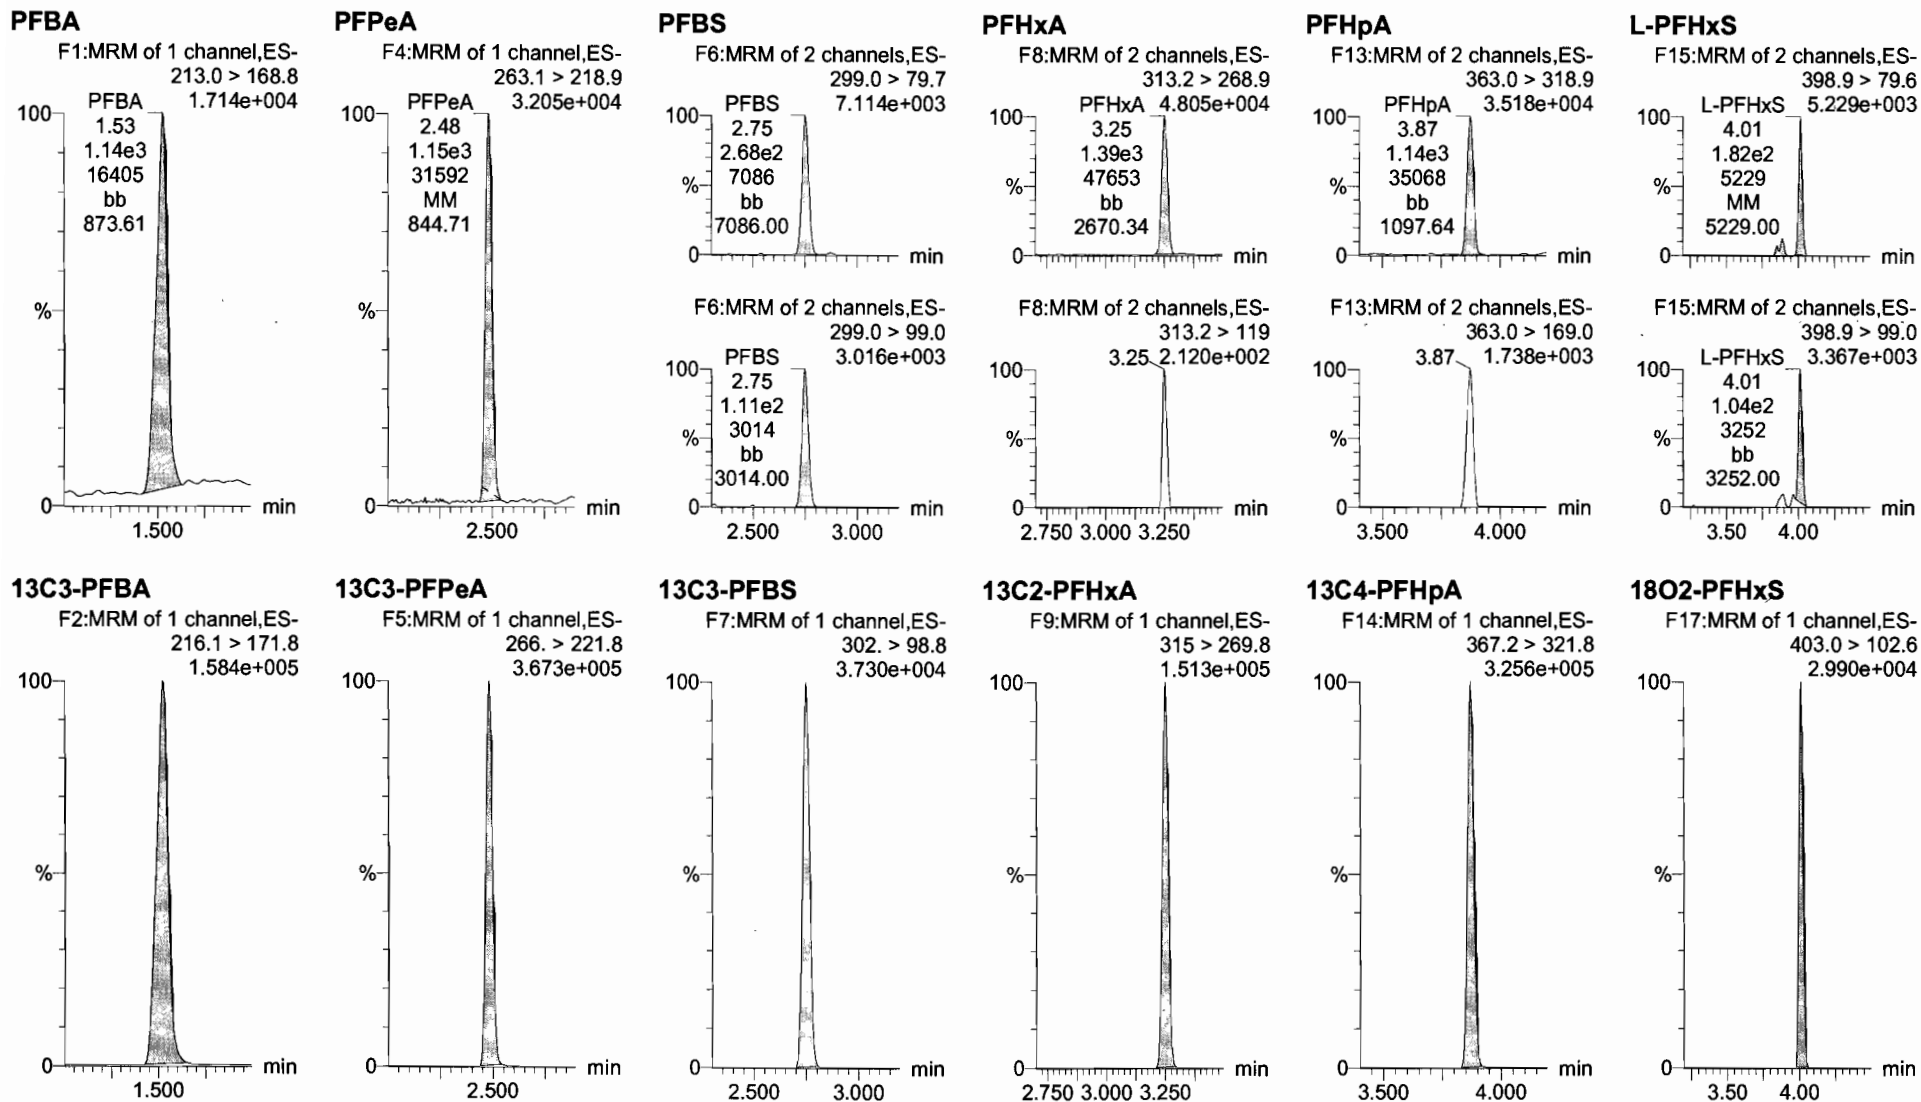 PFBA
F1:MRM of 1 channel,ES-
213.0 > 168.8
1.714e+004
100
PFBA
1.53
1.14e3
16405
bb
873.61
%
0
min
1.500
PFPeA
F4:MRM of 1 channel,ES-
263.1 > 218.9
3.205e+004
100
PFPeA
2.48
1.15e3
31592
MM
844.71
%
0
min
2.500
PFBS
F6:MRM of 2 channels,ES-
299.0 > 79.7
7.114e+003
100
PFBS
2.75
2.68e2
7086
bb
7086.00
%
0
min
F6:MRM of 2 channels,ES-
299.0 > 99.0
3.016e+003
100
PFBS
2.75
1.11e2
3014
bb
3014.00
%
0
min
2.500 3.000
PFHxA
F8:MRM of 2 channels,ES-
313.2 > 268.9
4.805e+004
100
PFHxA
3.25
1.39e3
47653
bb
2670.34
%
0
min
F8:MRM of 2 channels,ES-
313.2 > 119
3.25 2.120e+002
100
%
0
min
2.750 3.000 3.250
PFHpA
F13:MRM of 2 channels,ES-
363.0 > 318.9
3.518e+004
100
PFHpA
3.87
1.14e3
35068
bb
1097.64
%
0
min
F13:MRM of 2 channels,ES-
363.0 > 169.0
3.87 1.738e+003
100
%
0
min
3.500 4.000
L-PFHxS
F15:MRM of 2 channels,ES-
398.9 > 79.6
5.229e+003
100
L-PFHxS
4.01
1.82e2
5229
MM
5229.00
%
0
min
F15:MRM of 2 channels,ES-
398.9 > 99.0
3.367e+003
100
L-PFHxS
4.01
1.04e2
3252
bb
3252.00
%
0
min
3.50 4.00
13C3-PFBA
F2:MRM of 1 channel,ES-
216.1 > 171.8
1.584e+005
100
%
0
min
1.500
13C3-PFPeA
F5:MRM of 1 channel,ES-
266. > 221.8
3.673e+005
100
%
0
min
2.500
13C3-PFBS
F7:MRM of 1 channel,ES-
302. > 98.8
3.730e+004
100
%
0
min
2.500 3.000
13C2-PFHxA
F9:MRM of 1 channel,ES-
315 > 269.8
1.513e+005
100
%
0
min
2.750 3.000 3.250
13C4-PFHpA
F14:MRM of 1 channel,ES-
367.2 > 321.8
3.256e+005
100
%
0
min
3.500 4.000
18O2-PFHxS
F17:MRM of 1 channel,ES-
403.0 > 102.6
2.990e+004
100
%
0
min
3.50 4.00